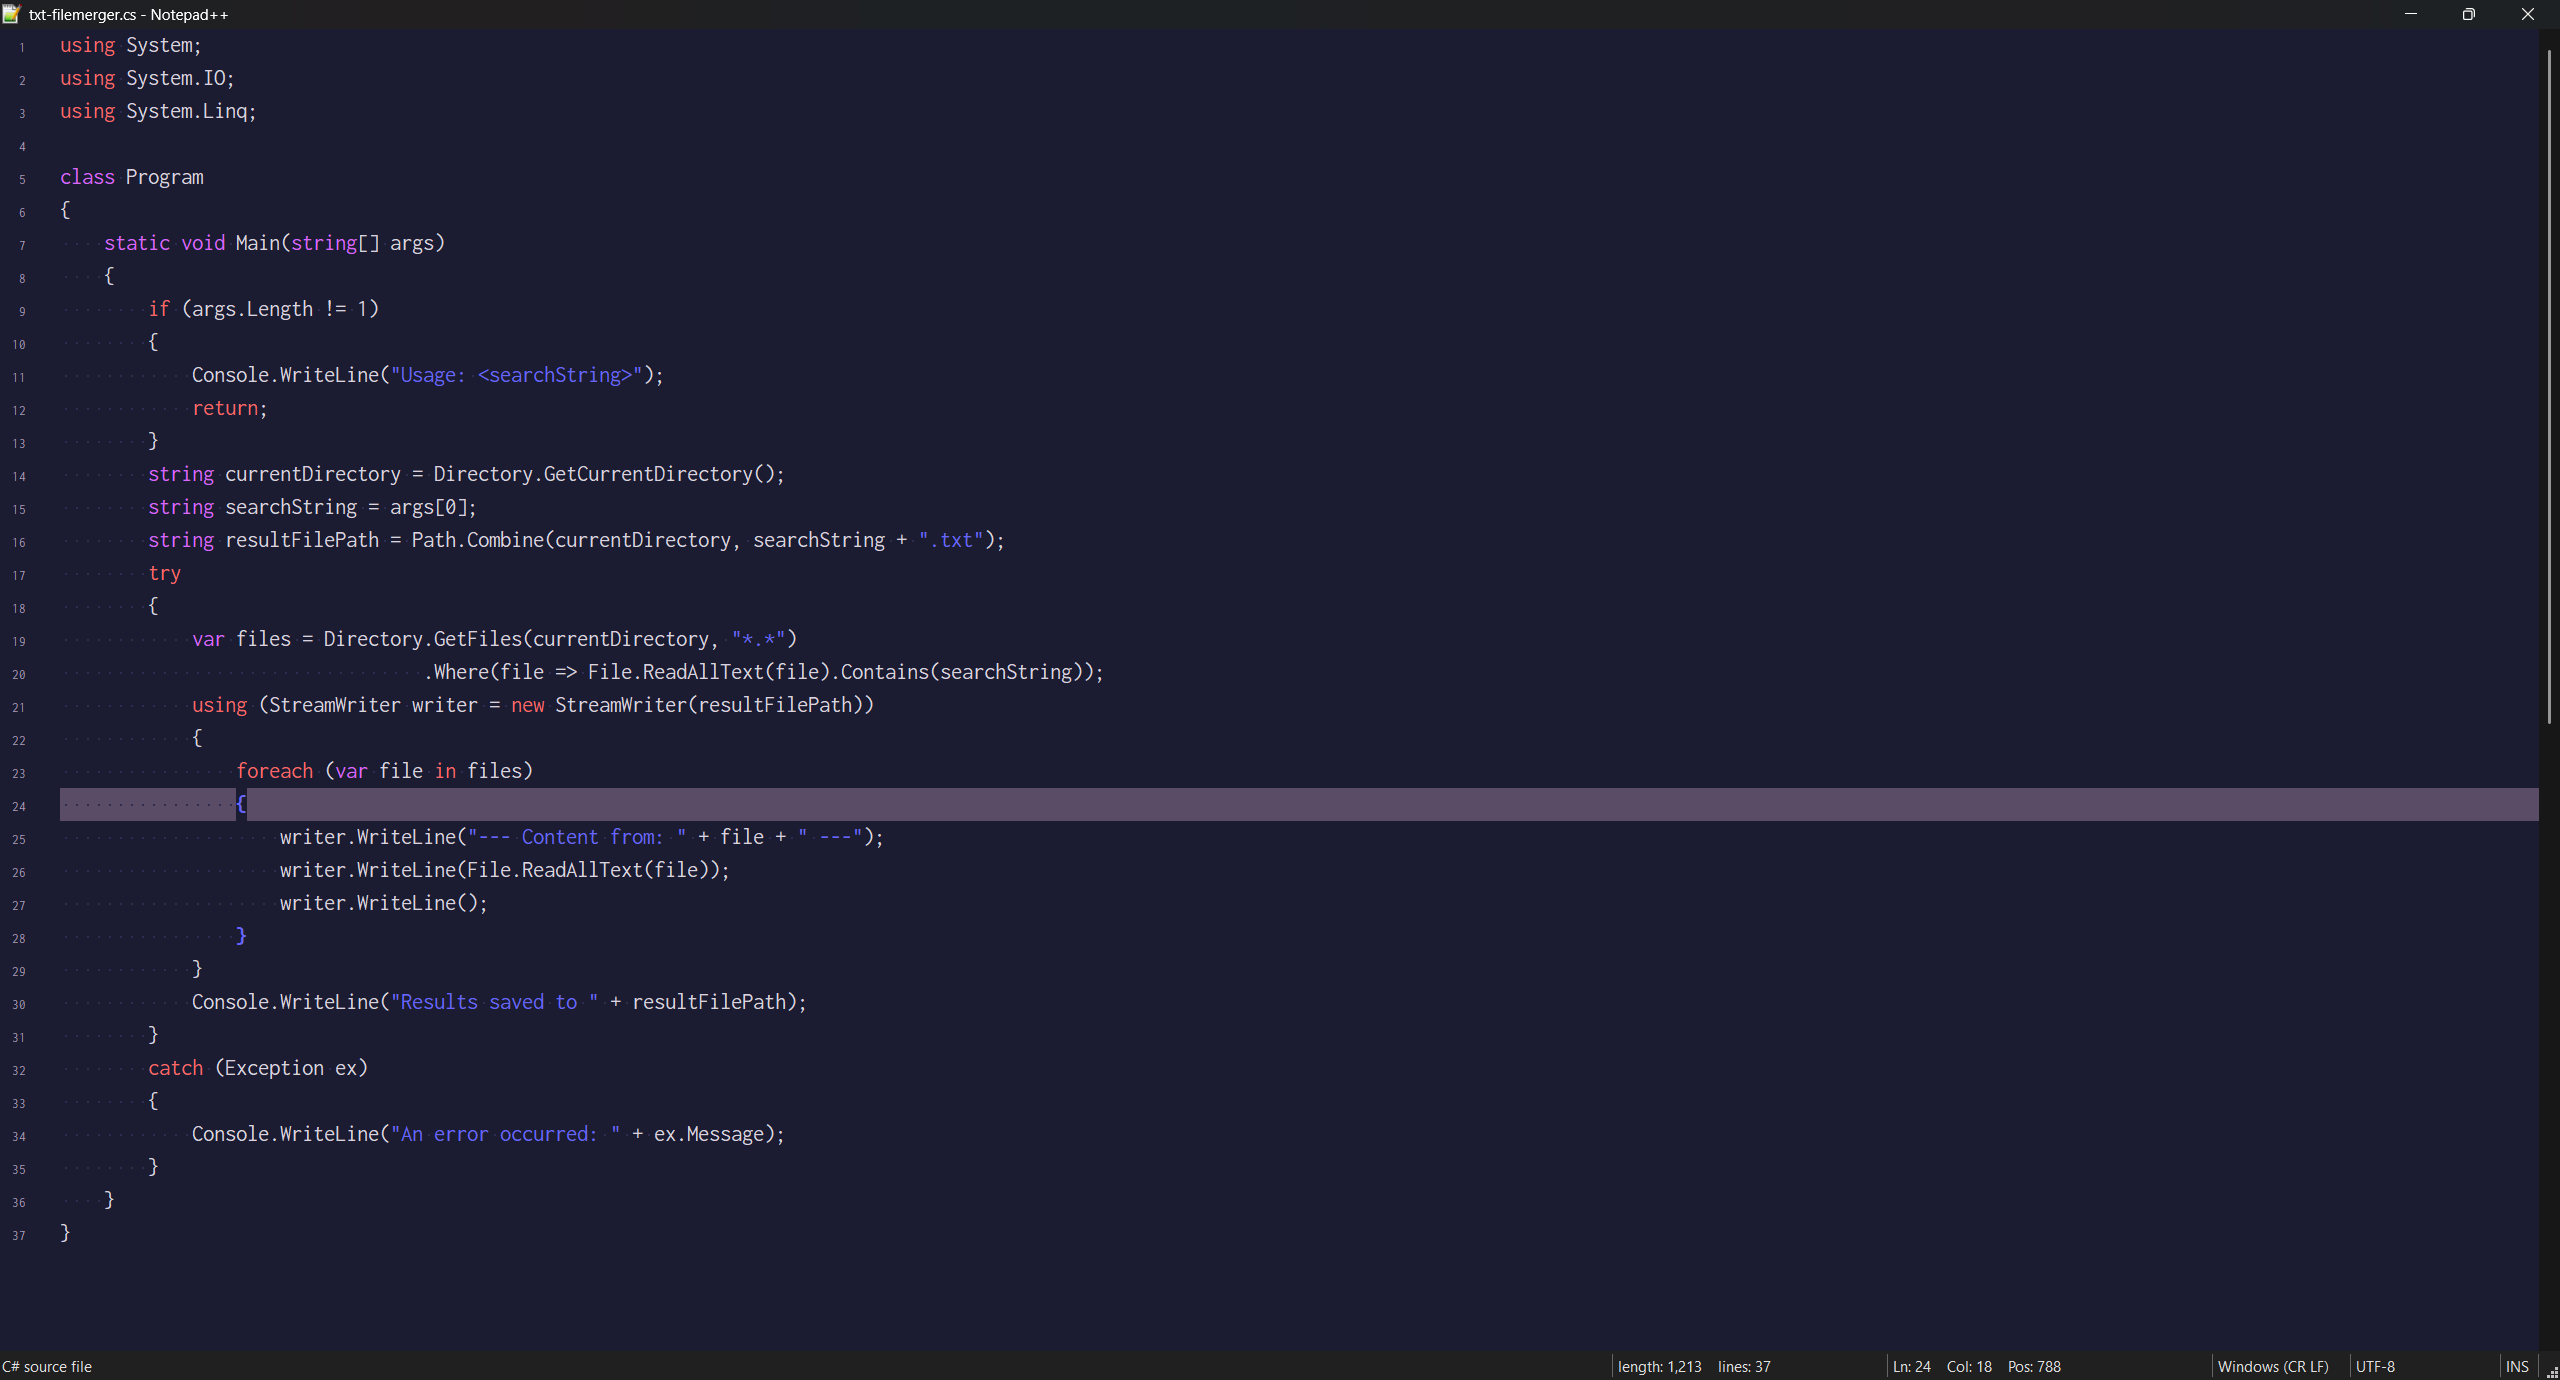 txt-filemerger.cs - Notepad++
1 using System;
2 using System.IO;
3 using System.Linq;
4
5 class Program
6 {
7     static void Main(string[] args)
8     {
9         if (args.Length != 1)
10         {
11             Console.WriteLine("Usage: <searchString>");
12             return;
13         }
14         string currentDirectory = Directory.GetCurrentDirectory();
15         string searchString = args[0];
16         string resultFilePath = Path.Combine(currentDirectory, searchString + ".txt");
17         try
18         {
19             var files = Directory.GetFiles(currentDirectory, "*.*")
20                                  .Where(file => File.ReadAllText(file).Contains(searchString));
21             using (StreamWriter writer = new StreamWriter(resultFilePath))
22             {
23                 foreach (var file in files)
24                 {
25                     writer.WriteLine("--- Content from: " + file + " ---");
26                     writer.WriteLine(File.ReadAllText(file));
27                     writer.WriteLine();
28                 }
29             }
30             Console.WriteLine("Results saved to " + resultFilePath);
31         }
32         catch (Exception ex)
33         {
34             Console.WriteLine("An error occurred: " + ex.Message);
35         }
36     }
37 }
C# source file length: 1,213 lines: 37 Ln: 24 Col: 18 Pos: 788 Windows (CR LF) UTF-8 INS